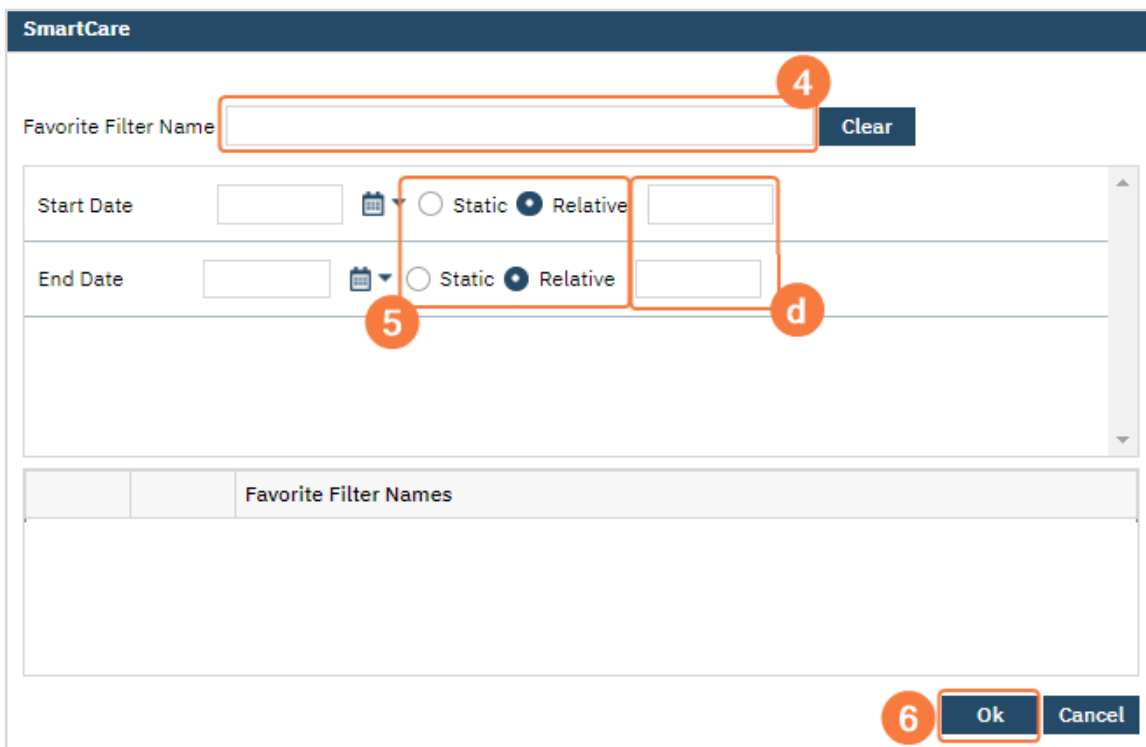 SmartCare
4
Favorite Filter Name Clear
Start Date Static Relative
End Date Static Relative
5 d
Favorite Filter Names
6 Ok Cancel